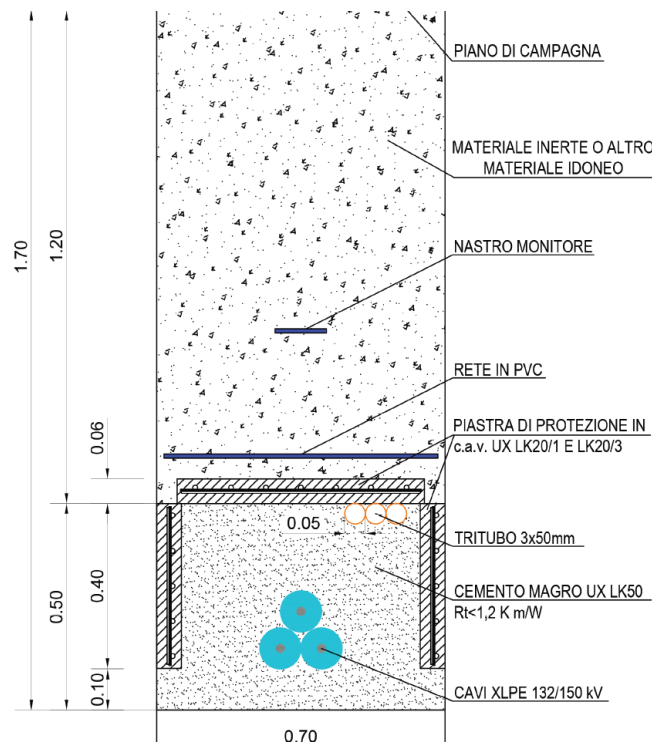 PIANO DI CAMPAGNA
MATERIALE INERTE O ALTRO
MATERIALE IDONEO
1.70
1.20
NASTRO MONITORE
RETE IN PVC
0.06
PIASTRA DI PROTEZIONE IN
c.a.v. UX LK20/1 E LK20/3
0.05
TRITUBO 3x50mm
0.50
0.40
CEMENTO MAGRO UX LK50
Rt<1,2 K m/W
0.10
CAVI XLPE 132/150 kV
0.70